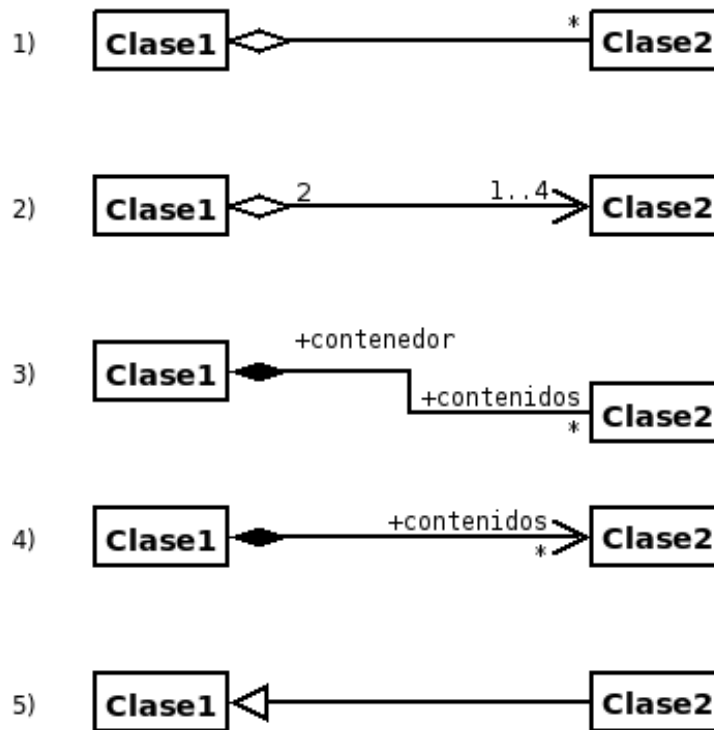 1) Clase1 * Clase2
2) Clase1 2 1..4 Clase2
+contenedor
3) Clase1 +contenidos
* Clase2
4) Clase1 +contenidos Clase2
*
5) Clase1 Clase2